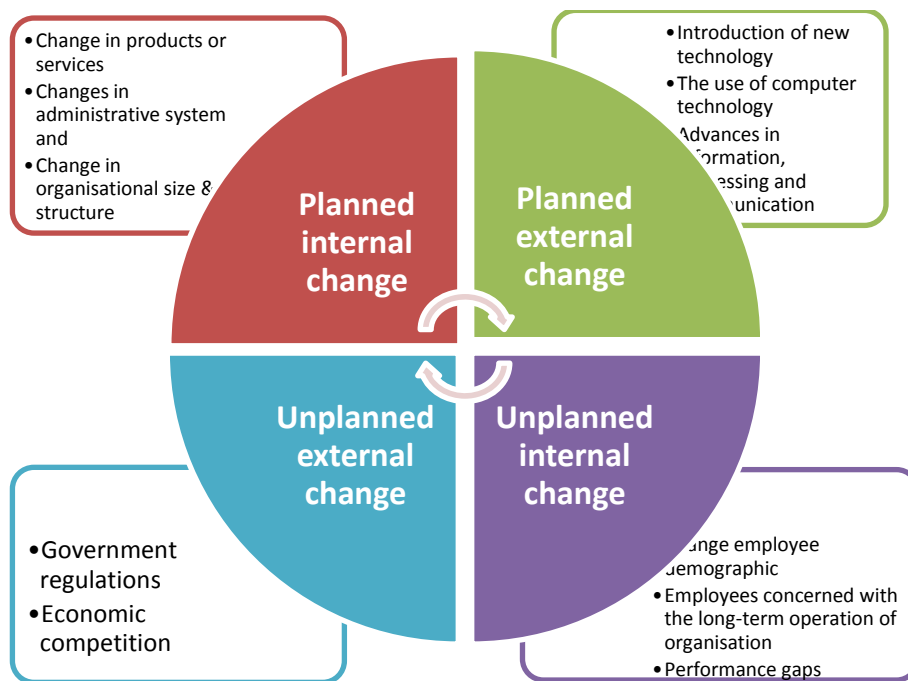 •Change in products or
services
•Changes in
administrative system
and
•Change in
organisational size &
structure
•Introduction of new
technology
•The use of computer
technology
•Advances in
formation,
essing and
unication
Planned
internal
change
Planned
external
change
Unplanned
external
change
Unplanned
internal
change
•Government
regulations
•Economic
competition
ange employee
demographic
•Employees concerned with
the long-term operation of
organisation
•Performance gaps